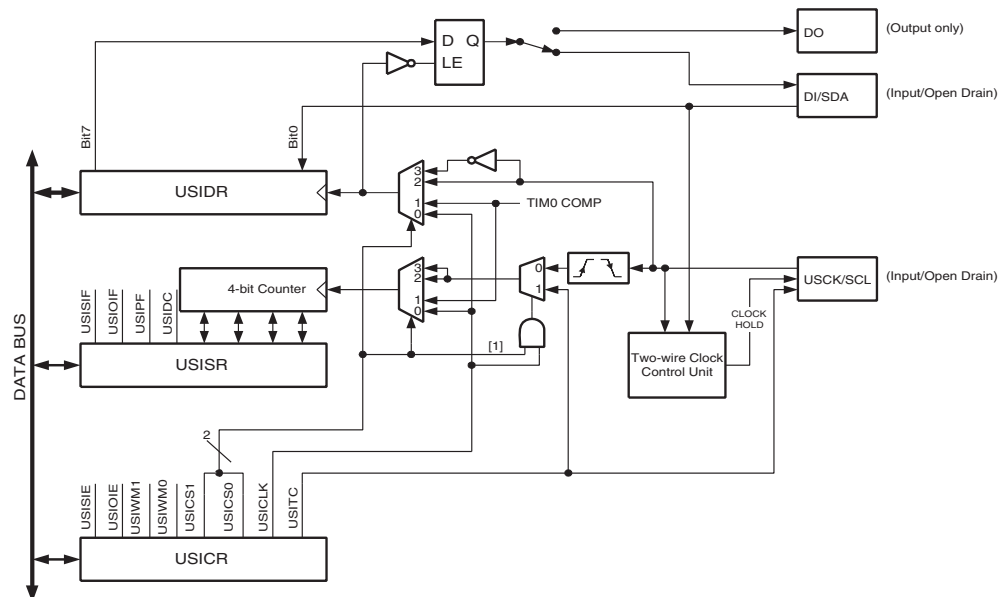 DO
(Output only)
D Q
LE
DI/SDA
(Input/Open Drain)
Bit7
Bit0
USIDR
3
2
1
0
TIM0 COMP
DATA BUS
4-bit Counter
3
2
1
0
0
1
USCK/SCL
(Input/Open Drain)
CLOCK
HOLD
USISIF
USIOIF
USIPF
USIDC
USISR
[1]
Two-wire Clock
Control Unit
2
USISIE
USIOIE
USIWM1
USIWM0
USICS1
USICS0
USICLK
USITC
USICR